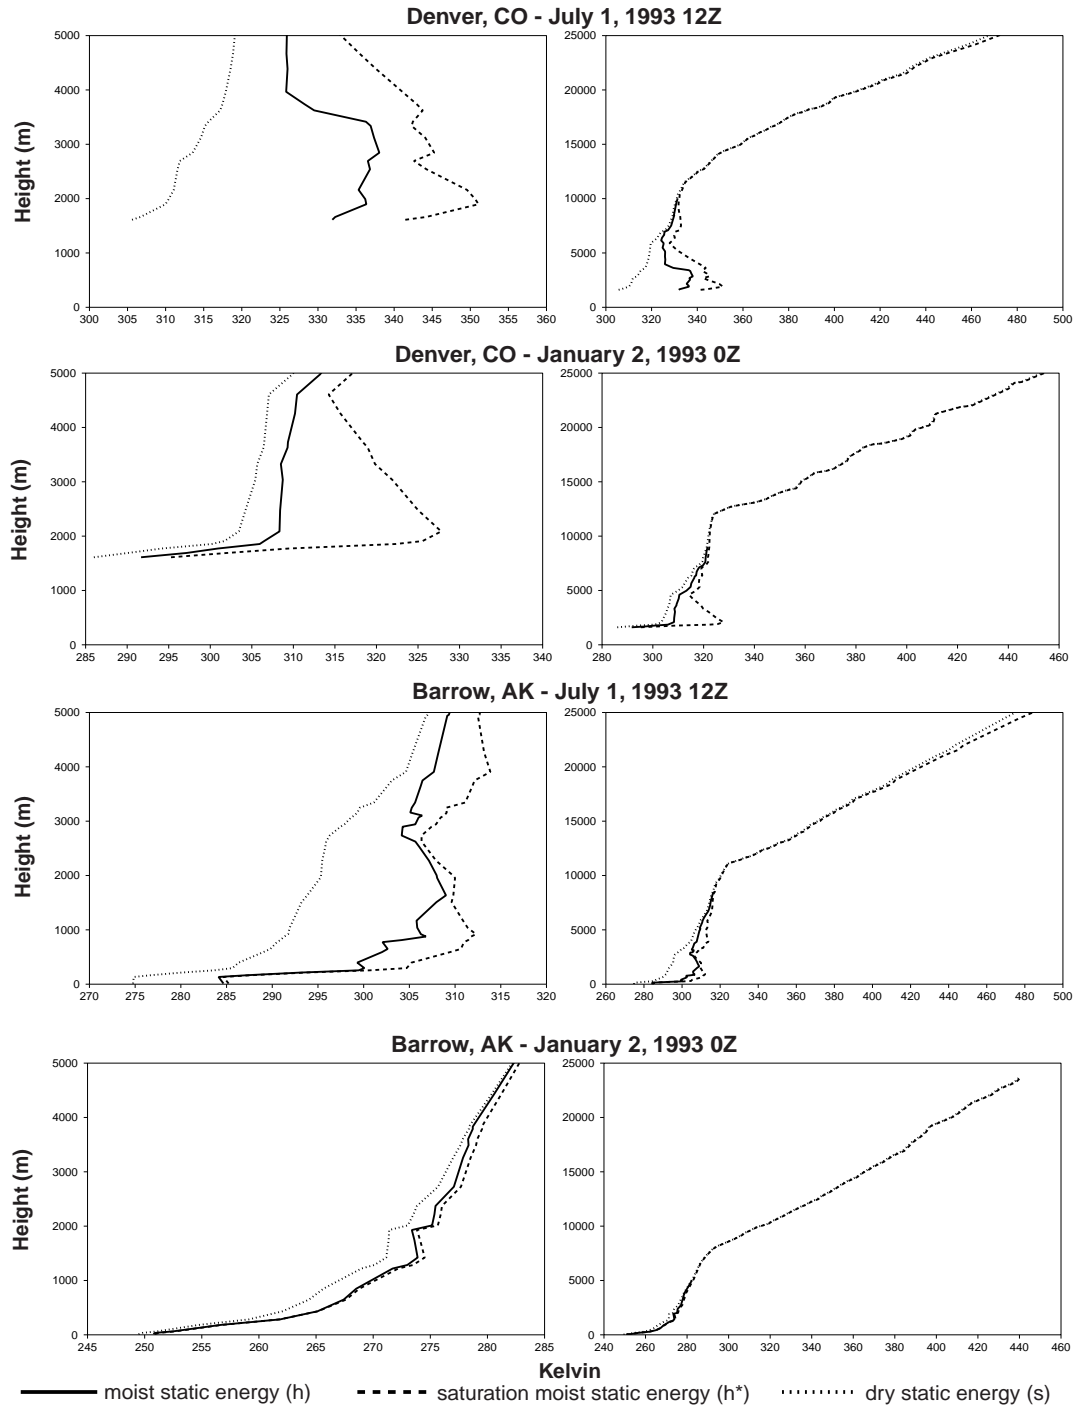 Denver, CO - July 1, 1993 12Z
Height (m)
5000
4000
3000
2000
1000
0
300 305 310 315 320 325 330 335 340 345 350 355 360
25000
20000
15000
10000
5000
0
300 320 340 360 380 400 420 440 460 480 500
Denver, CO - January 2, 1993 0Z
Height (m)
5000
4000
3000
2000
1000
0
285 290 295 300 305 310 315 320 325 330 335 340
25000
20000
15000
10000
5000
0
280 300 320 340 360 380 400 420 440 460
Barrow, AK - July 1, 1993 12Z
Height (m)
5000
4000
3000
2000
1000
0
270 275 280 285 290 295 300 305 310 315 320
25000
20000
15000
10000
5000
0
260 280 300 320 340 360 380 400 420 440 460 480 500
Barrow, AK - January 2, 1993 0Z
Height (m)
5000
4000
3000
2000
1000
0
245 250 255 260 265 270 275 280 285
25000
20000
15000
10000
5000
0
240 260 280 300 320 340 360 380 400 420 440 460
Kelvin
moist static energy (h) saturation moist static energy (h*) dry static energy (s)